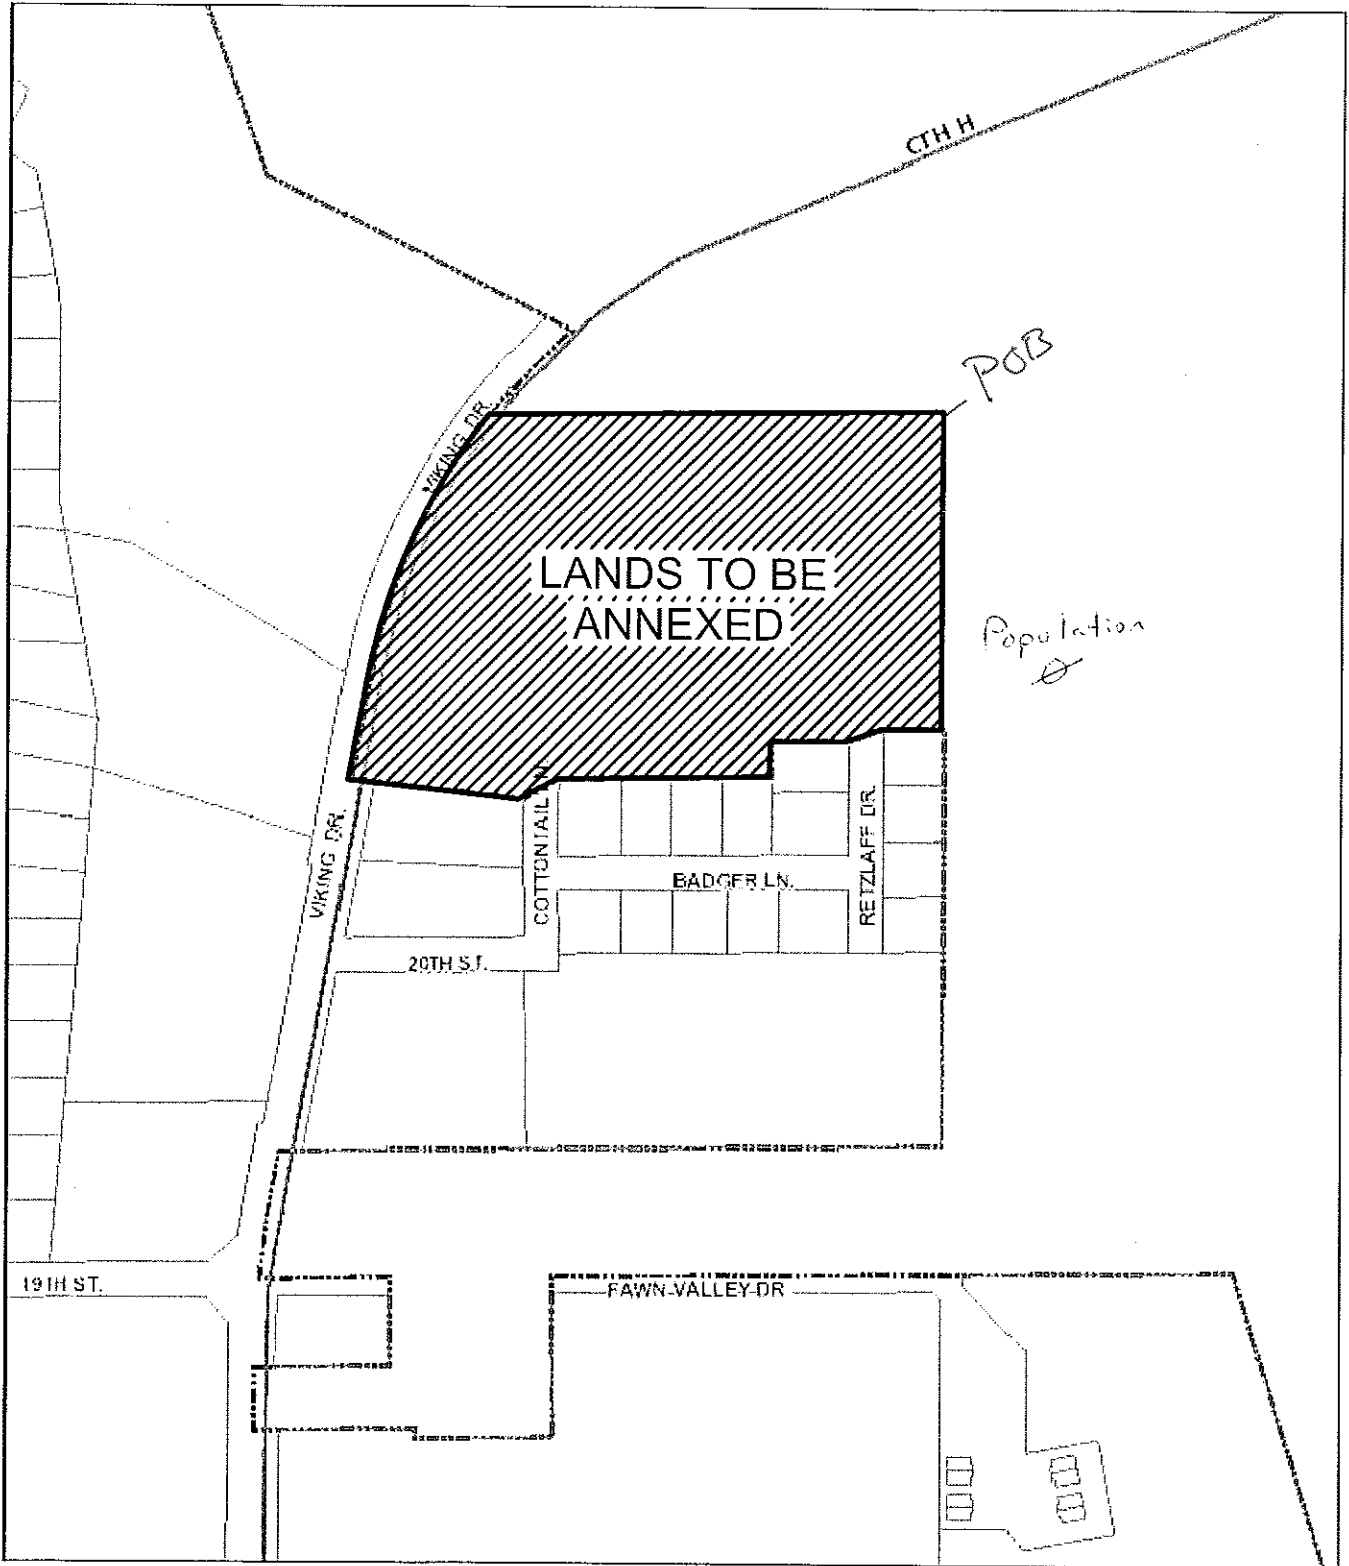 CTH H
POB
VIKING DR.
LANDS TO BE
ANNEXED
Population
Ø
VIKING DR.
COTTONTAIL LN
BADGER LN.
RETZLAFF DR.
20TH ST.
19TH ST.
FAWN VALLEY DR